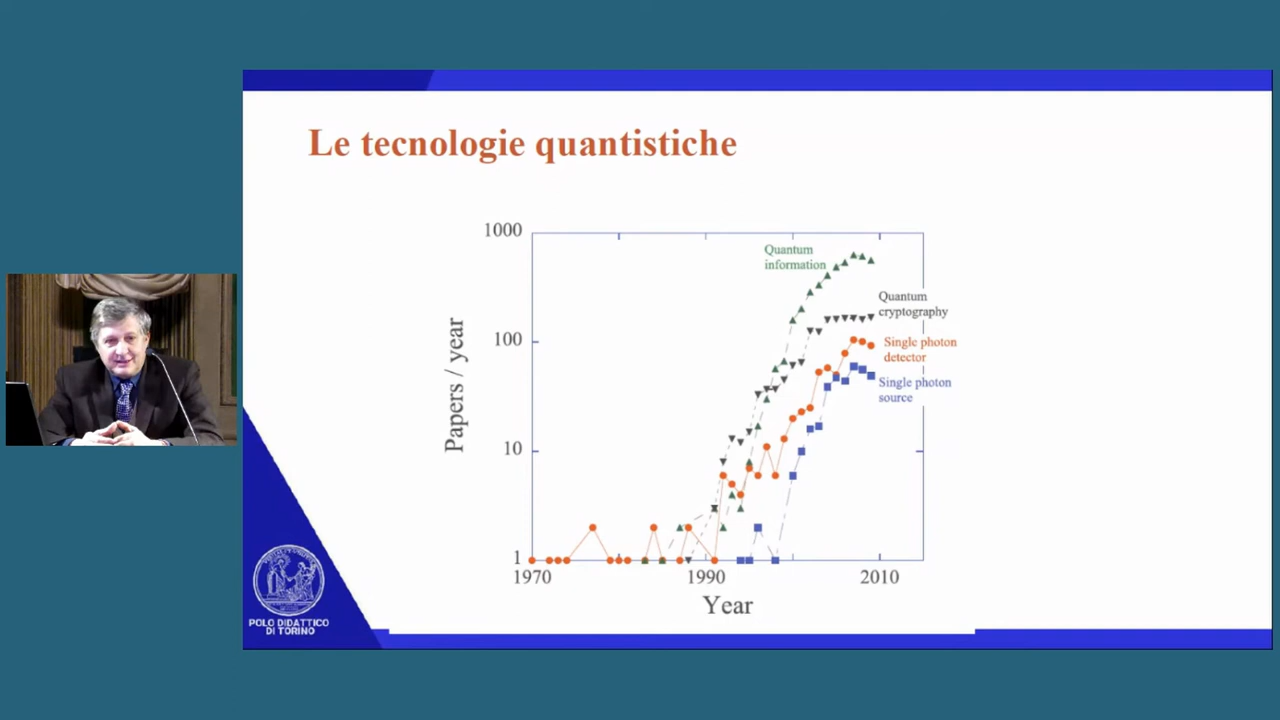 Le tecnologie quantistiche
1000
100
10
1
Papers / year
1970
1990
2010
Year
Quantum
information
Quantum
cryptography
Single photon
detector
Single photon
source
POLO DIDATTICO
DI TORINO